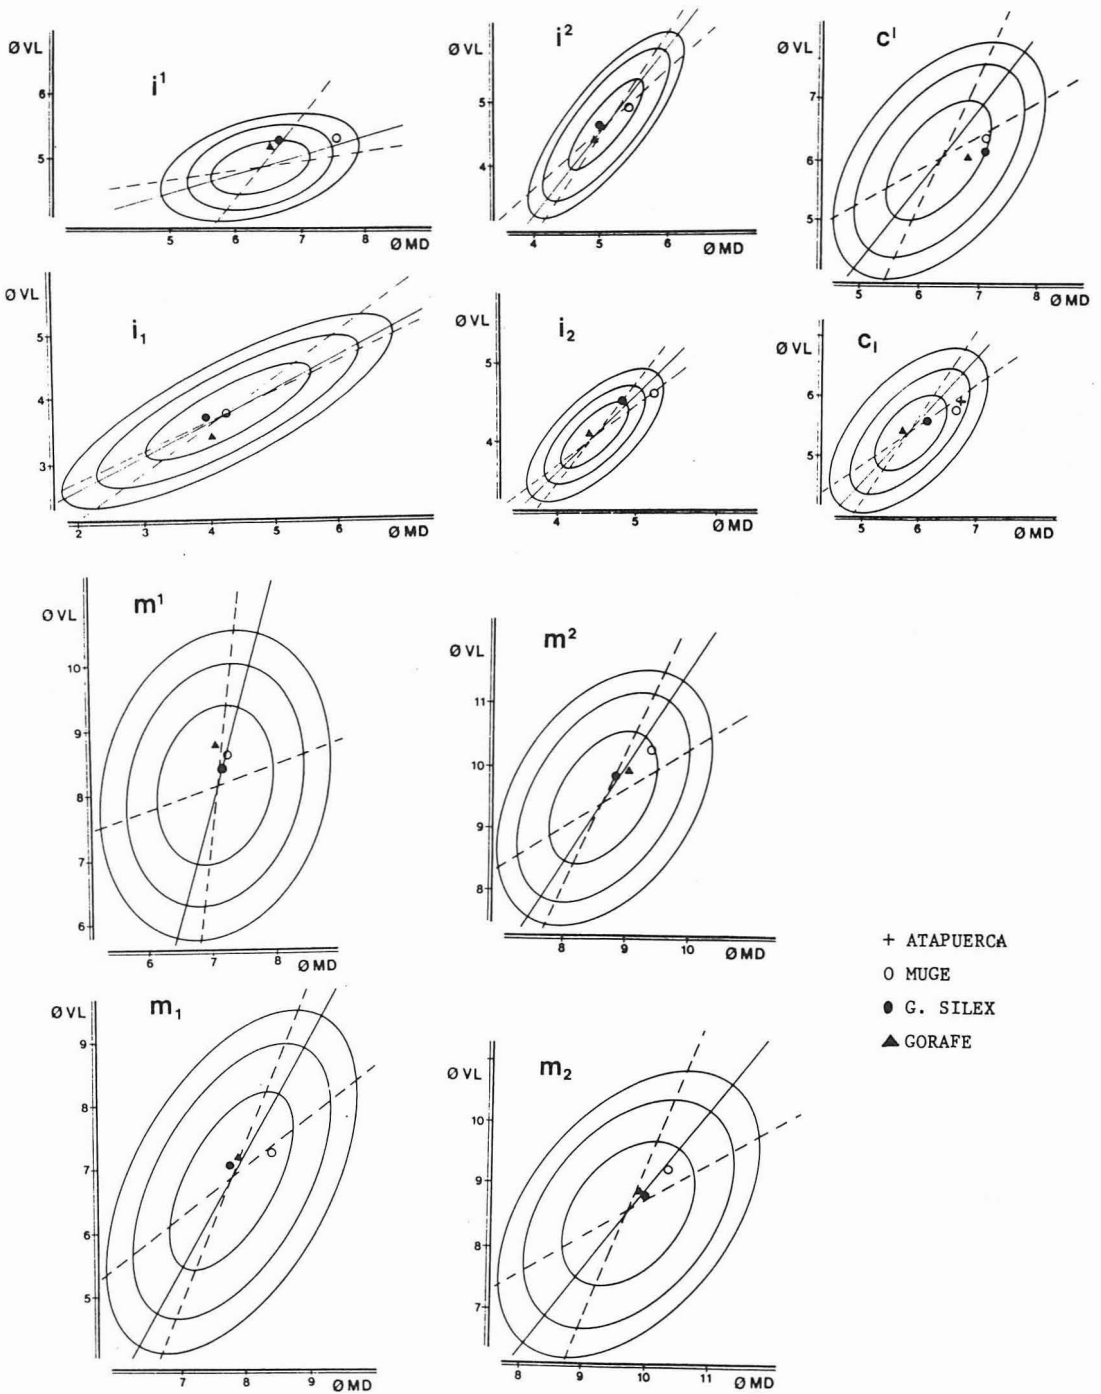 i¹
Ø VL
6
5
5 6 7 8 Ø MD
i²
Ø VL
5
4
4 5 6 7 Ø MD
c'
Ø VL
7
6
5
5 6 7 8 Ø MD
i₁
Ø VL
5
4
3
2 3 4 5 6 Ø MD
i₂
Ø VL
5
4
4 5 Ø MD
c,
Ø VL
6
5
5 6 7 Ø MD
m¹
Ø VL
10
9
8
7
6
6 7 8 Ø MD
m²
Ø VL
11
10
9
8
8 9 10 Ø MD
+ ATAPUERCA
O MUGE
● G. SILEX
▲ GORAFE
m₁
Ø VL
9
8
7
6
5
7 8 9 Ø MD
m₂
Ø VL
10
9
8
7
8 9 10 11 Ø MD